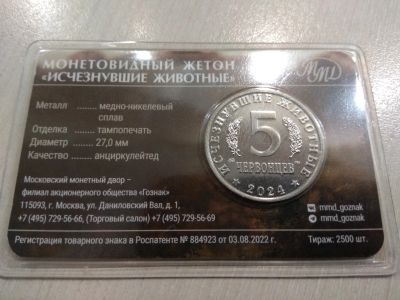 МОНЕТОВИДНЫЙ ЖЕТОН
«ИСЧЕЗНУВШИЕ ЖИВОТНЫЕ»
ММД
Металл ......... медно-никелевый
сплав
Отделка ......... тампопечать
Диаметр ......... 27,0 мм
Качество ......... анциркулейтед
ИСЧЕЗНУВШИЕ ЖИВОТНЫЕ
5
ЧЕРВОНЦЕВ
2024
Московский монетный двор –
филиал акционерного общества «Гознак»
115093, г. Москва, ул. Даниловский Вал, д. 1,
+7 (495) 729-56-66, (Торговый салон) +7 (495) 729-56-69
mmd_goznak
mmd_goznak
Регистрация товарного знака в Роспатенте № 884923 от 03.08.2022 г.
Тираж: 2500 шт.